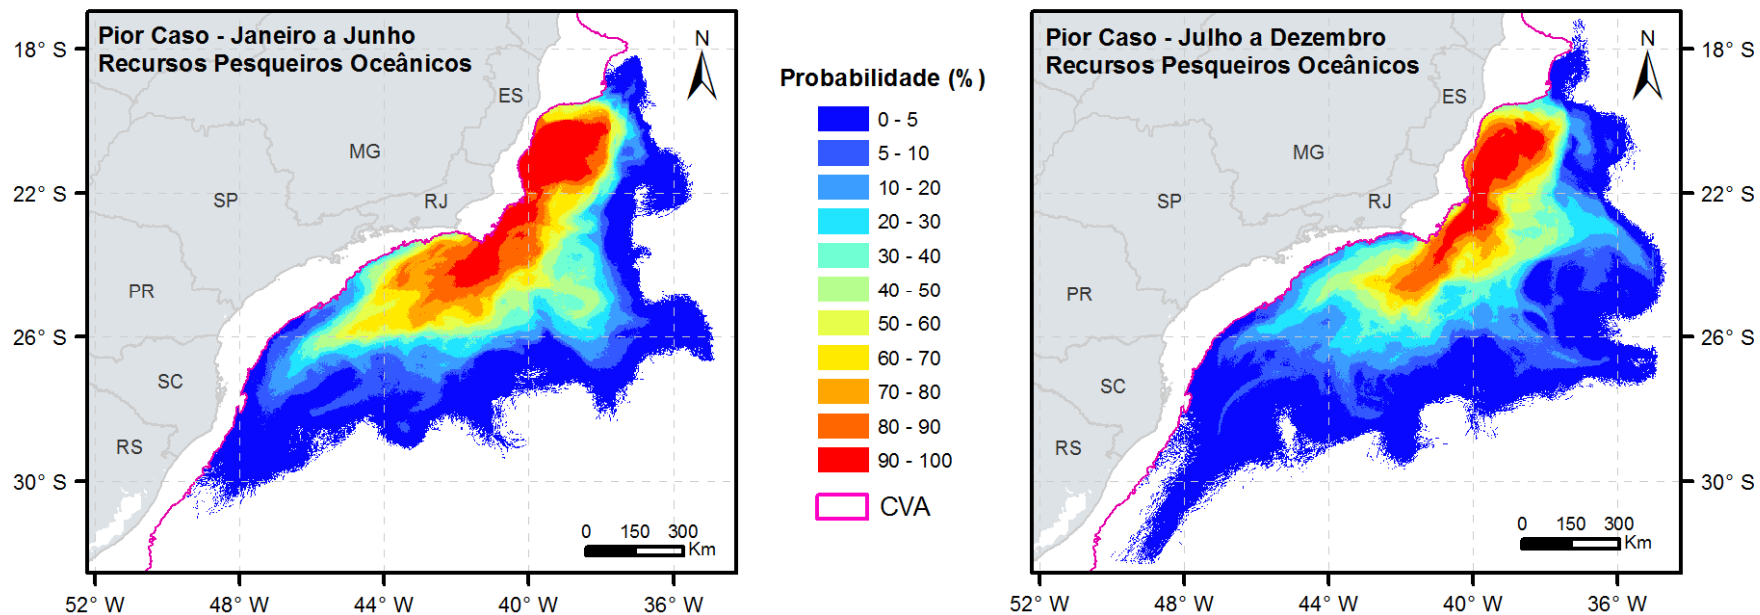 Pior Caso - Janeiro a Junho
Recursos Pesqueiros Oceânicos
N
ES
MG
SP
RJ
PR
SC
RS
18° S
22° S
26° S
30° S
0 150 300
Km
52° W 48° W 44° W 40° W 36° W
Probabilidade (%)
0 - 5
5 - 10
10 - 20
20 - 30
30 - 40
40 - 50
50 - 60
60 - 70
70 - 80
80 - 90
90 - 100
CVA
Pior Caso - Julho a Dezembro
Recursos Pesqueiros Oceânicos
N
ES
MG
SP
RJ
PR
SC
RS
18° S
22° S
26° S
30° S
0 150 300
Km
52° W 48° W 44° W 40° W 36° W